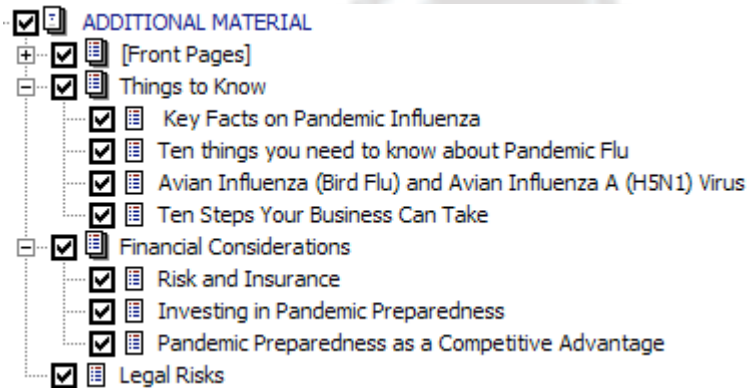 ADDITIONAL MATERIAL
[Front Pages]
Things to Know
Key Facts on Pandemic Influenza
Ten things you need to know about Pandemic Flu
Avian Influenza (Bird Flu) and Avian Influenza A (H5N1) Virus
Ten Steps Your Business Can Take
Financial Considerations
Risk and Insurance
Investing in Pandemic Preparedness
Pandemic Preparedness as a Competitive Advantage
Legal Risks